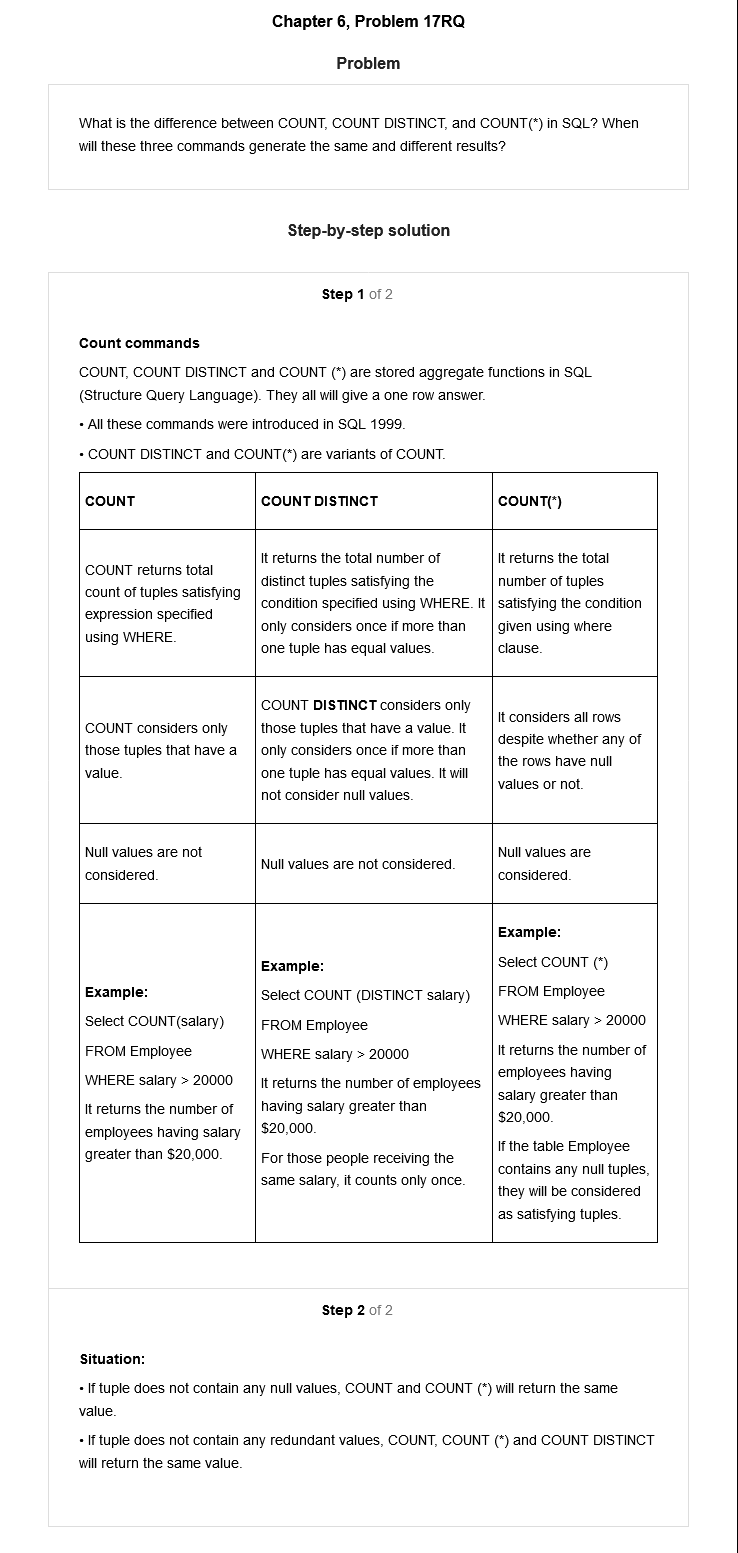 Chapter 6, Problem 17RQ
Problem
What is the difference between COUNT, COUNT DISTINCT, and COUNT(*) in SQL? When
will these three commands generate the same and different results?
Step-by-step solution
Step 1 of 2
Count commands
COUNT, COUNT DISTINCT and COUNT (*) are stored aggregate functions in SQL
(Structure Query Language). They all will give a one row answer.
• All these commands were introduced in SQL 1999.
• COUNT DISTINCT and COUNT(*) are variants of COUNT.
COUNT
COUNT DISTINCT
COUNT(*)
COUNT returns total
count of tuples satisfying
expression specified
using WHERE.
It returns the total number of
distinct tuples satisfying the
condition specified using WHERE. It
only considers once if more than
one tuple has equal values.
It returns the total
number of tuples
satisfying the condition
given using where
clause.
COUNT considers only
those tuples that have a
value.
COUNT DISTINCT considers only
those tuples that have a value. It
only considers once if more than
one tuple has equal values. It will
not consider null values.
It considers all rows
despite whether any of
the rows have null
values or not.
Null values are not
considered.
Null values are not considered.
Null values are
considered.
Example:
Select COUNT(salary)
FROM Employee
WHERE salary > 20000
It returns the number of
employees having salary
greater than $20,000.
Example:
Select COUNT (DISTINCT salary)
FROM Employee
WHERE salary > 20000
It returns the number of employees
having salary greater than
$20,000.
For those people receiving the
same salary, it counts only once.
Example:
Select COUNT (*)
FROM Employee
WHERE salary > 20000
It returns the number of
employees having
salary greater than
$20,000.
If the table Employee
contains any null tuples,
they will be considered
as satisfying tuples.
Step 2 of 2
Situation:
• If tuple does not contain any null values, COUNT and COUNT (*) will return the same
value.
• If tuple does not contain any redundant values, COUNT, COUNT (*) and COUNT DISTINCT
will return the same value.